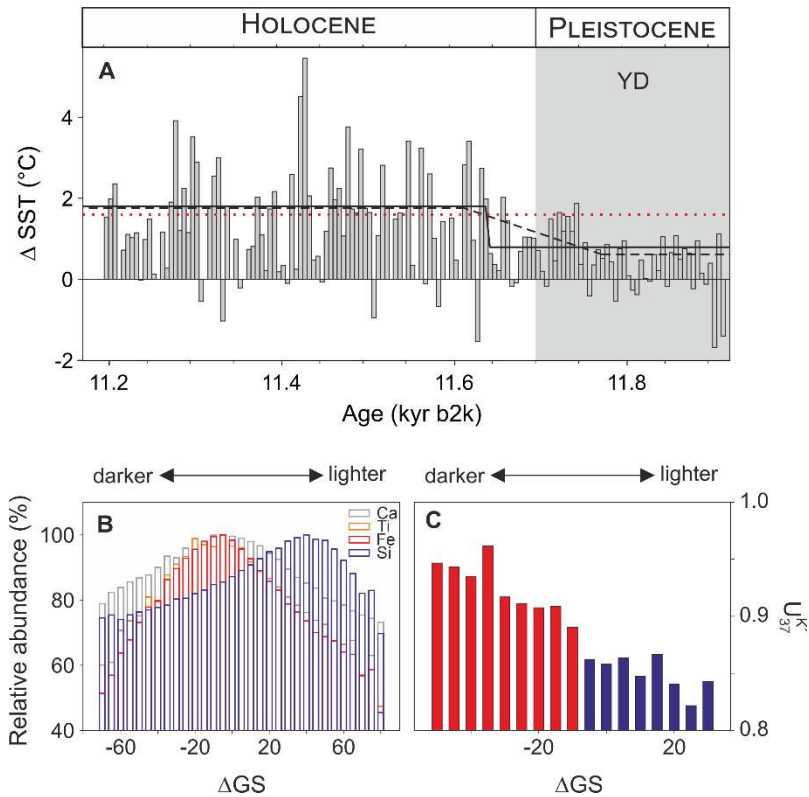 HOLOCENE PLEISTOCENE
A YD
Δ SST (°C)
4
2
0
-2
11.2 11.4 11.6 11.8
Age (kyr b2k)
darker lighter darker lighter
B C
Ca
Ti
Fe
Si
Relative abundance (%)
100
80
60
40
-60 -20 20 60
ΔGS
1.0
0.9
0.8
U37K'
-20 20
ΔGS